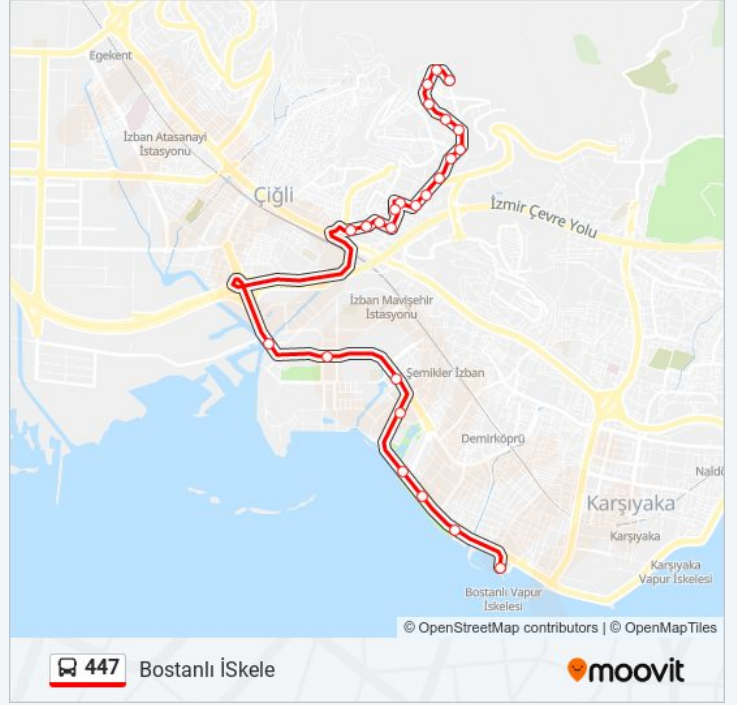 Egekent
İzban Atasanayi
İstasyonu
Çiğli
İzmir Çevre Yolu
İzban Mavişehir
İstasyonu
Şemikler İzban
Demirköprü
Karşıyaka
Karşıyaka
Karşıyaka
Vapur İskelesi
Bostanlı Vapur
İskelesi
© OpenStreetMap contributors | © OpenMapTiles
447 Bostanlı İSkele
moovit